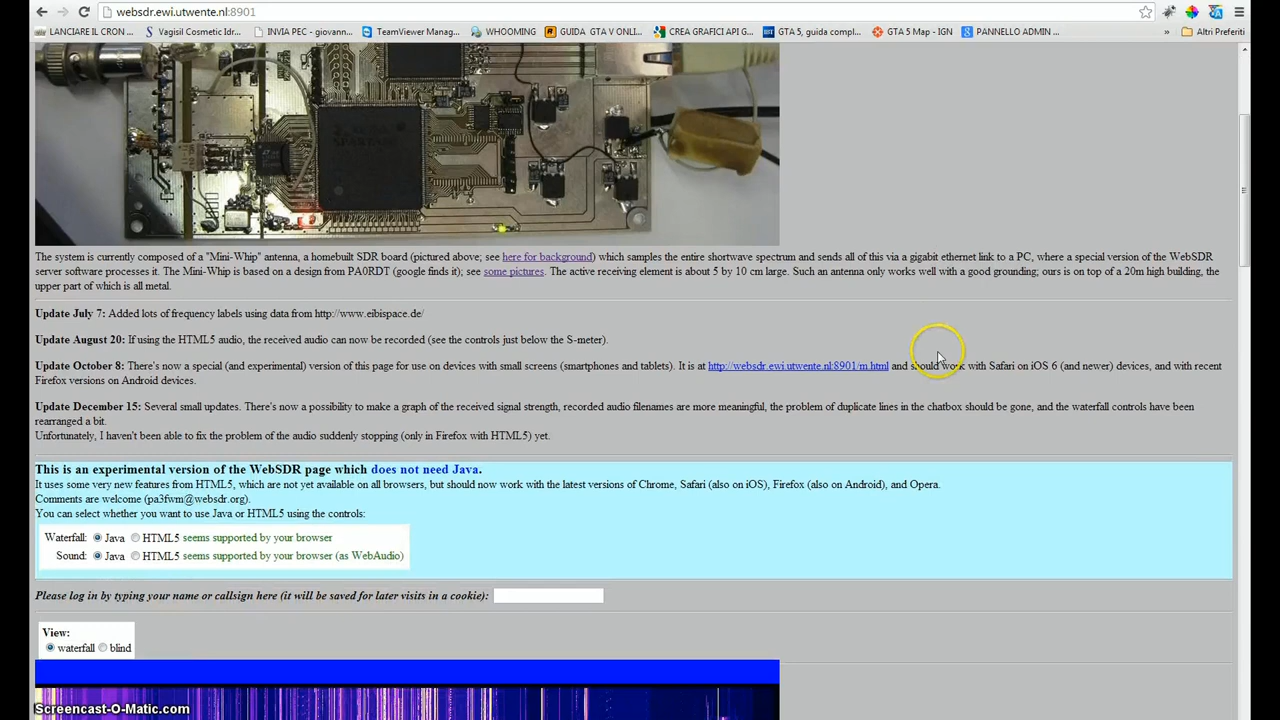 websdr.ewi.utwente.nl:8901
LANCIARE IL CRON ... Vagisil Cosmetic Idr... INVIA PEC - giovann... TeamViewer Manag... WHOOMING GUIDA GTA V ONLI... CREA GRAFICI API G... GTA 5, guida compl... GTA 5 Map - IGN PANNELLO ADMIN ... » Altri Preferiti
The system is currently composed of a "Mini-Whip" antenna, a homebuilt SDR board (pictured above; see here for background) which samples the entire shortwave spectrum and sends all of this via a gigabit ethernet link to a PC, where a special version of the WebSDR
server software processes it. The Mini-Whip is based on a design from PA0RDT (google finds it); see some pictures. The active receiving element is about 5 by 10 cm large. Such an antenna only works well with a good grounding; ours is on top of a 20m high building, the
upper part of which is all metal.
Update July 7: Added lots of frequency labels using data from http://www.eibispace.de/
Update August 20: If using the HTML5 audio, the received audio can now be recorded (see the controls just below the S-meter).
Update October 8: There's now a special (and experimental) version of this page for use on devices with small screens (smartphones and tablets). It is at http://websdr.ewi.utwente.nl:8901/m.html and should work with Safari on iOS 6 (and newer) devices, and with recent
Firefox versions on Android devices.
Update December 15: Several small updates. There's now a possibility to make a graph of the received signal strength, recorded audio filenames are more meaningful, the problem of duplicate lines in the chatbox should be gone, and the waterfall controls have been
rearranged a bit.
Unfortunately, I haven't been able to fix the problem of the audio suddenly stopping (only in Firefox with HTML5) yet.
This is an experimental version of the WebSDR page which does not need Java.
It uses some very new features from HTML5, which are not yet available on all browsers, but should now work with the latest versions of Chrome, Safari (also on iOS), Firefox (also on Android), and Opera.
Comments are welcome (pa3fwm@websdr.org).
You can select whether you want to use Java or HTML5 using the controls:
Waterfall: Java HTML5 seems supported by your browser
Sound: Java HTML5 seems supported by your browser (as WebAudio)
Please log in by typing your name or callsign here (it will be saved for later visits in a cookie):
View:
waterfall blind
Screencast-O-Matic.com